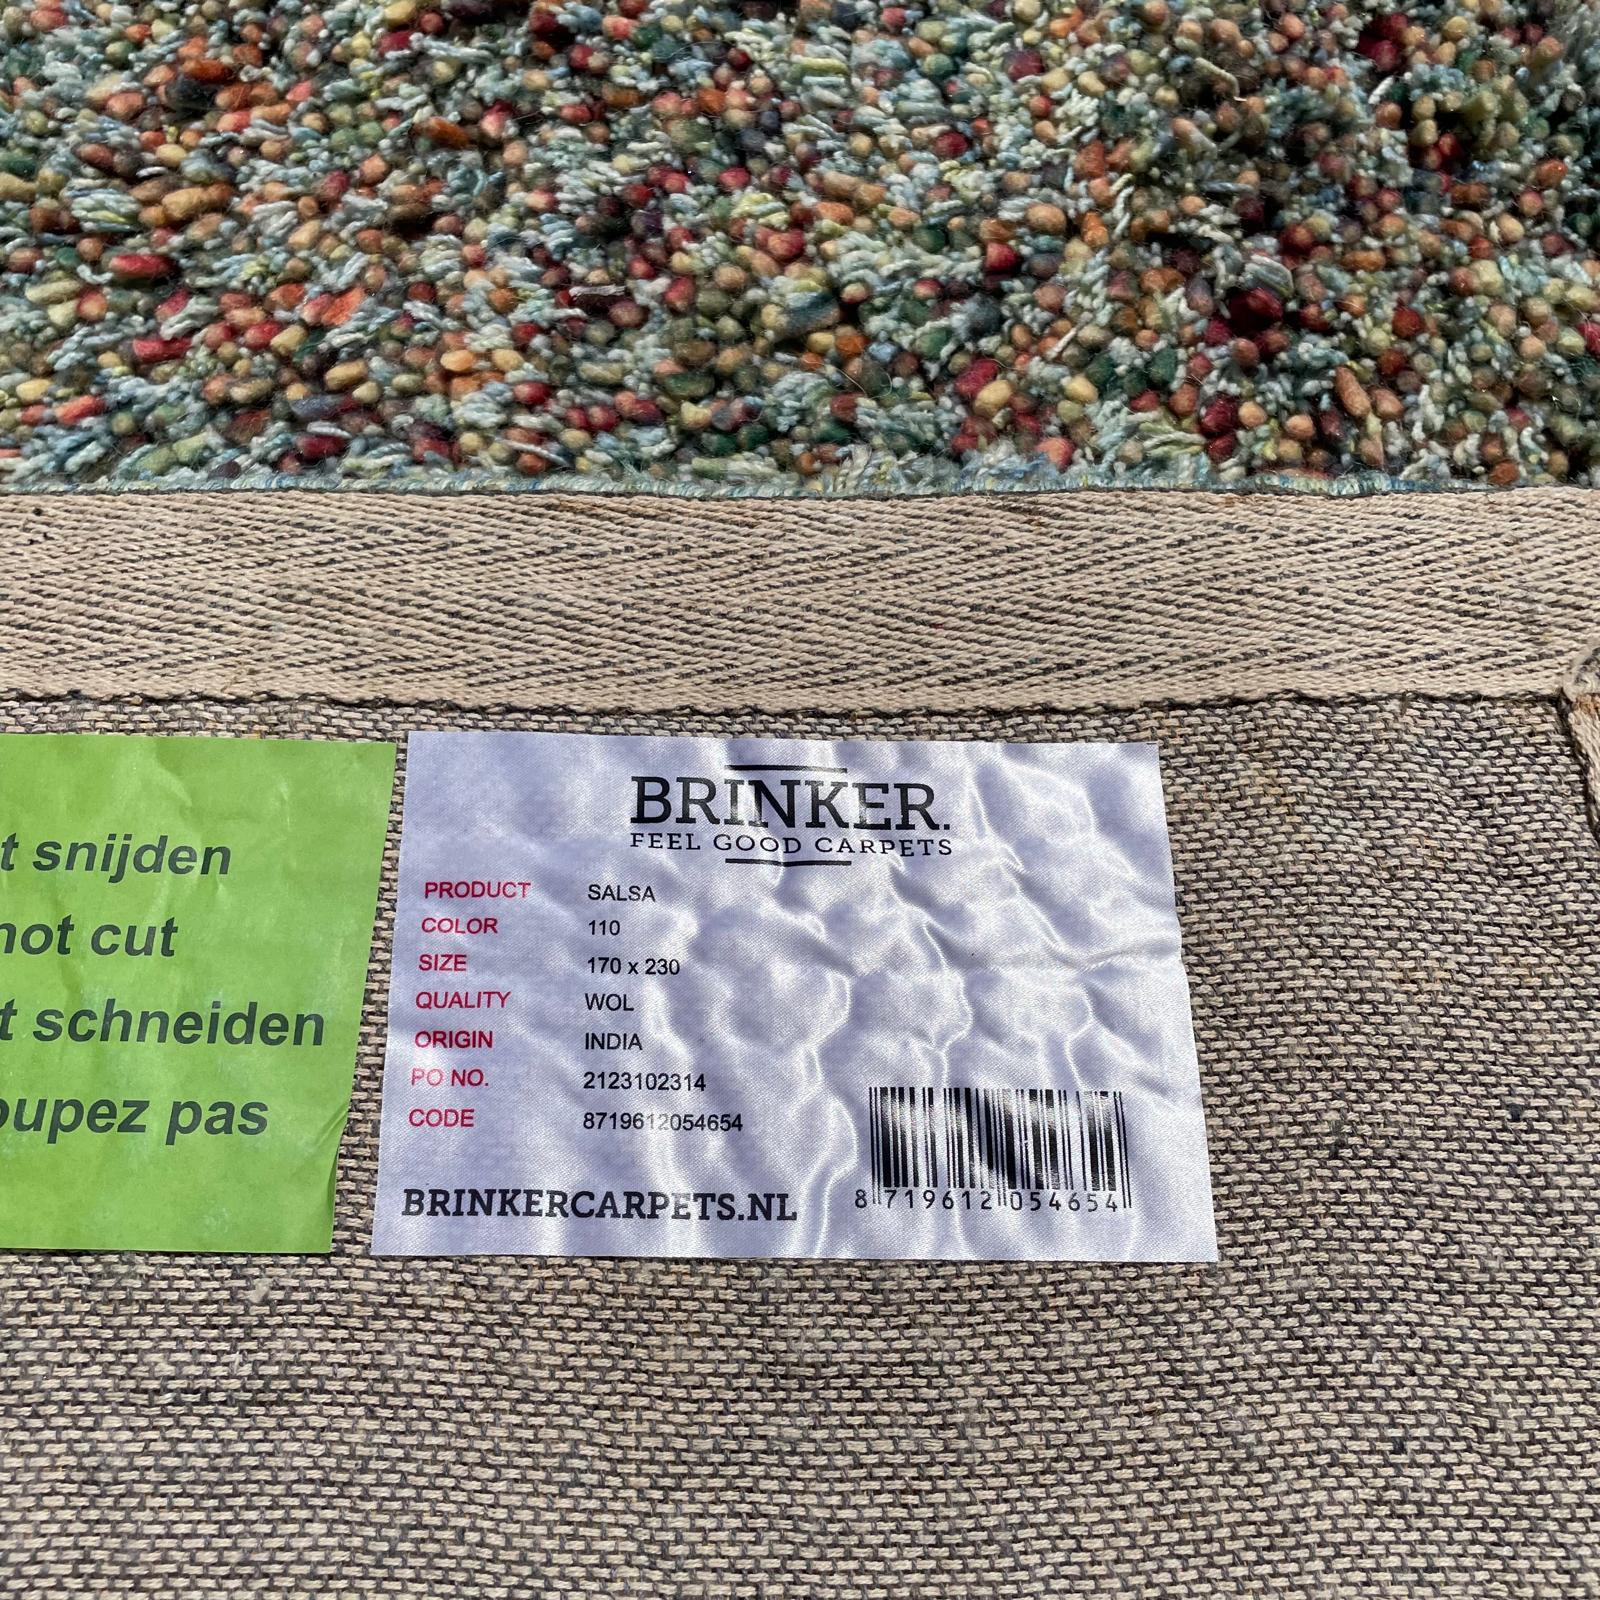 t snijden
not cut
t schneiden
oupez pas
BRINKER.
FEEL GOOD CARPETS
PRODUCT SALSA
COLOR 110
SIZE 170 x 230
QUALITY WOL
ORIGIN INDIA
PO NO. 2123102314
CODE 8719612054654
BRINKERCARPETS.NL
8 719612 054654